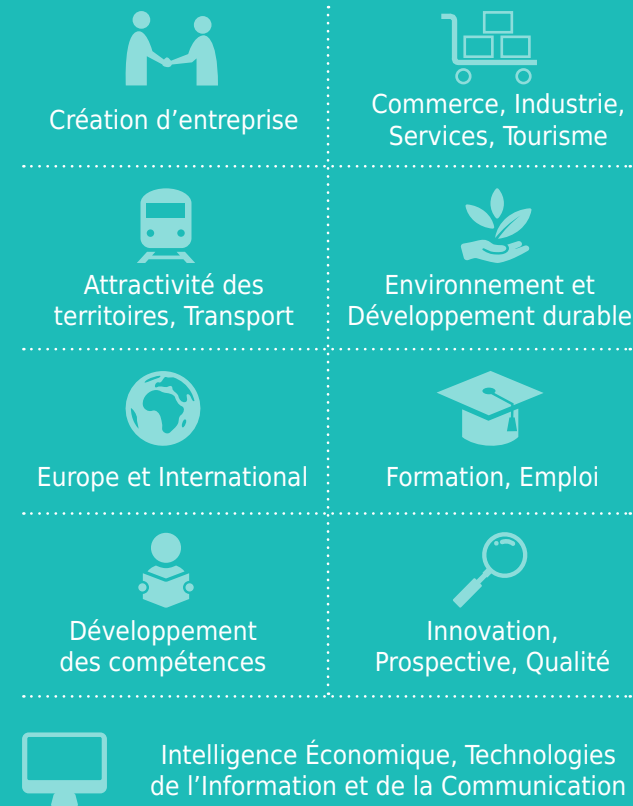 Création d’entreprise
Commerce, Industrie,
Services, Tourisme
Attractivité des
territoires, Transport
Environnement et
Développement durable
Europe et International
Formation, Emploi
Développement
des compétences
Innovation,
Prospective, Qualité
Intelligence Économique, Technologies
de l’Information et de la Communication